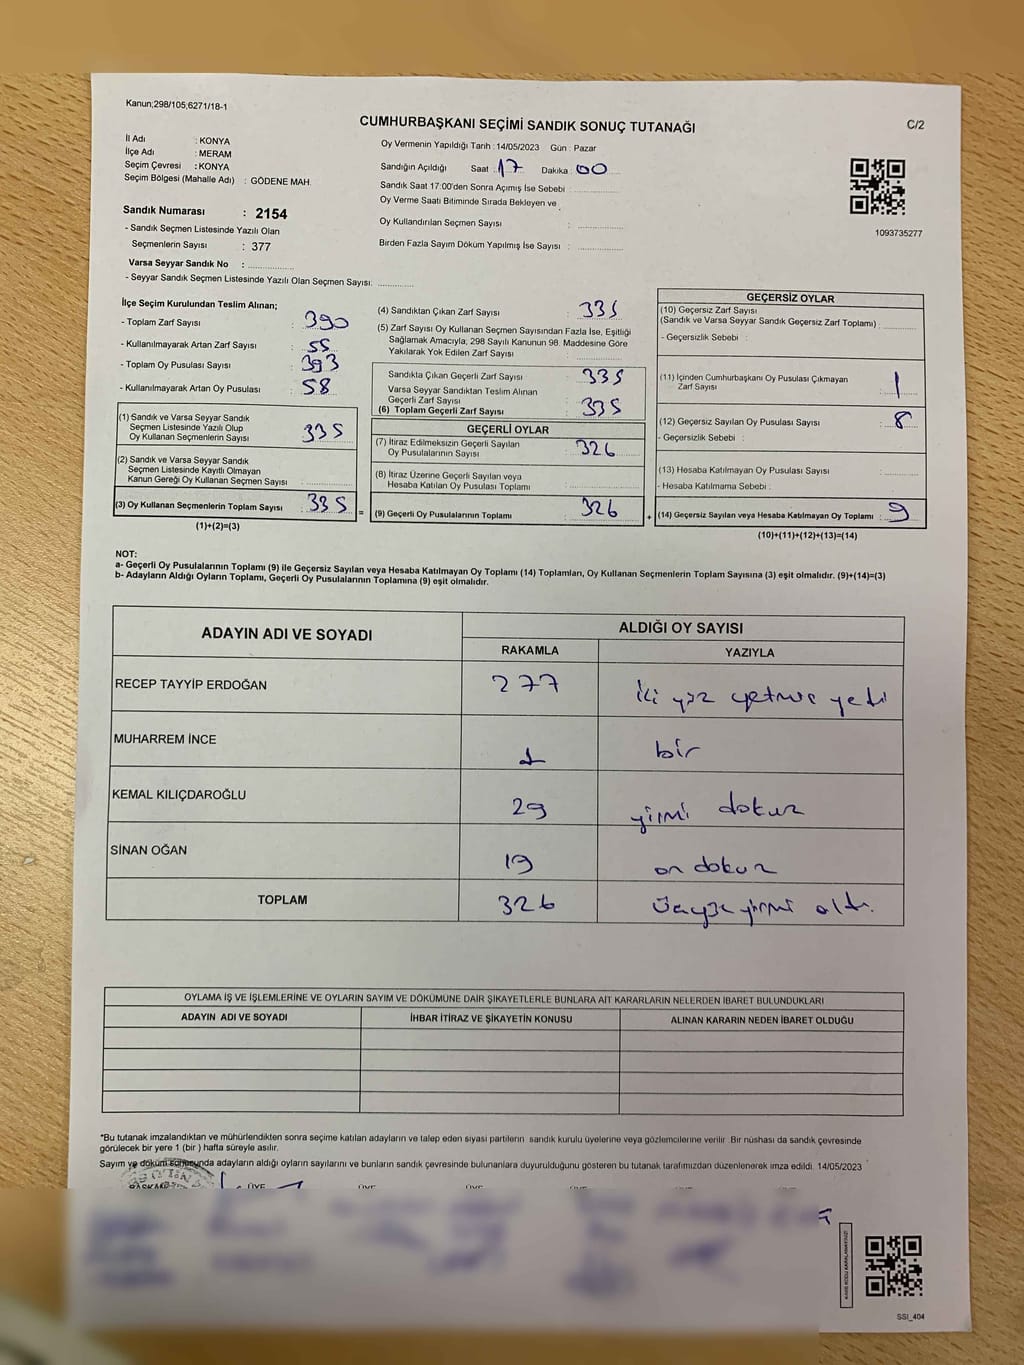 Kanun;298/105;6271/18-1
CUMHURBAŞKANI SEÇİMİ SANDIK SONUÇ TUTANAĞI
C/2
İl Adı : KONYA
İlçe Adı : MERAM
Seçim Çevresi : KONYA
Seçim Bölgesi (Mahalle Adı) : GÖDENE MAH.
Sandık Numarası : 2154
- Sandık Seçmen Listesinde Yazılı Olan
Seçmenlerin Sayısı : 377
Varsa Seyyar Sandık No :
- Seyyar Sandık Seçmen Listesinde Yazılı Olan Seçmen Sayısı:
Oy Vermenin Yapıldığı Tarih : 14/05/2023 Gün : Pazar
Sandığın Açıldığı Saat : 17 Dakika : 00
Sandık Saat 17:00'den Sonra Açımış İse Sebebi :
Oy Verme Saati Bitiminde Sırada Bekleyen ve
Oy Kullandırılan Seçmen Sayısı :
Birden Fazla Sayım Döküm Yapılmış İse Sayısı :
1093735277
İlçe Seçim Kurulundan Teslim Alınan;
- Toplam Zarf Sayısı : 390
- Kullanılmayarak Artan Zarf Sayısı : 55
- Toplam Oy Pusulası Sayısı : 393
- Kullanılmayarak Artan Oy Pusulası : 58
(1) Sandık ve Varsa Seyyar Sandık
Seçmen Listesinde Yazılı Olup
Oy Kullanan Seçmenlerin Sayısı : 335
(2) Sandık ve Varsa Seyyar Sandık
Seçmen Listesinde Kayıtlı Olmayan
Kanun Gereği Oy Kullanan Seçmen Sayısı :
(3) Oy Kullanan Seçmenlerin Toplam Sayısı : 335 =
(1)+(2)=(3)
(4) Sandıktan Çıkan Zarf Sayısı : 335
(5) Zarf Sayısı Oy Kullanan Seçmen Sayısından Fazla İse, Eşitliği
Sağlamak Amacıyla; 298 Sayılı Kanunun 98. Maddesine Göre
Yakılarak Yok Edilen Zarf Sayısı :
Sandıkta Çıkan Geçerli Zarf Sayısı : 335
Varsa Seyyar Sandıktan Teslim Alınan
Geçerli Zarf Sayısı :
(6) Toplam Geçerli Zarf Sayısı : 335
GEÇERLİ OYLAR
(7) İtiraz Edilmeksizin Geçerli Sayılan
Oy Pusulalarının Sayısı : 326
(8) İtiraz Üzerine Geçerli Sayılan veya
Hesaba Katılan Oy Pusulası Toplamı :
(9) Geçerli Oy Pusulalarının Toplamı : 326 +
GEÇERSİZ OYLAR
(10) Geçersiz Zarf Sayısı
(Sandık ve Varsa Seyyar Sandık Geçersiz Zarf Toplamı) :
- Geçersizlik Sebebi :
(11) İçinden Cumhurbaşkanı Oy Pusulası Çıkmayan
Zarf Sayısı : 1
(12) Geçersiz Sayılan Oy Pusulası Sayısı : 8
- Geçersizlik Sebebi :
(13) Hesaba Katılmayan Oy Pusulası Sayısı :
- Hesaba Katılmama Sebebi :
(14) Geçersiz Sayılan veya Hesaba Katılmayan Oy Toplamı : 9
(10)+(11)+(12)+(13)=(14)
NOT:
a- Geçerli Oy Pusulalarının Toplamı (9) ile Geçersiz Sayılan veya Hesaba Katılmayan Oy Toplamı (14) Toplamları, Oy Kullanan Seçmenlerin Toplam Sayısına (3) eşit olmalıdır. (9)+(14)=(3)
b- Adayların Aldığı Oyların Toplamı, Geçerli Oy Pusulalarının Toplamına (9) eşit olmalıdır.
ADAYIN ADI VE SOYADI
ALDIĞI OY SAYISI
RAKAMLA YAZIYLA
RECEP TAYYİP ERDOĞAN 277 iki yüz yetmiş yedi
MUHARREM İNCE 1 bir
KEMAL KILIÇDAROĞLU 29 yirmi dokuz
SİNAN OĞAN 19 on dokuz
TOPLAM 326 üçyüz yirmi altı.
OYLAMA İŞ VE İŞLEMLERİNE VE OYLARIN SAYIM VE DÖKÜMÜNE DAİR ŞİKAYETLERLE BUNLARA AİT KARARLARIN NELERDEN İBARET BULUNDUKLARI
ADAYIN ADI VE SOYADI İHBAR İTİRAZ VE ŞİKAYETİN KONUSU ALINAN KARARIN NEDEN İBARET OLDUĞU
*Bu tutanak imzalandıktan ve mühürlendikten sonra seçime katılan adayların ve talep eden siyasi partilerin sandık kurulu üyelerine veya gözlemcilerine verilir. Bir nüshası da sandık çevresinde
görülecek bir yere 1 (bir) hafta süreyle asılır.
Sayım ve döküm sonucunda adayların aldığı oyların sayılarını ve bunların sandık çevresinde bulunanlara duyurulduğunu gösteren bu tutanak tarafımızdan düzenlenerek imza edildi. 14/05/2023
ÜYE ÜYE ÜYE ÜYE ÜYE
SSI_404